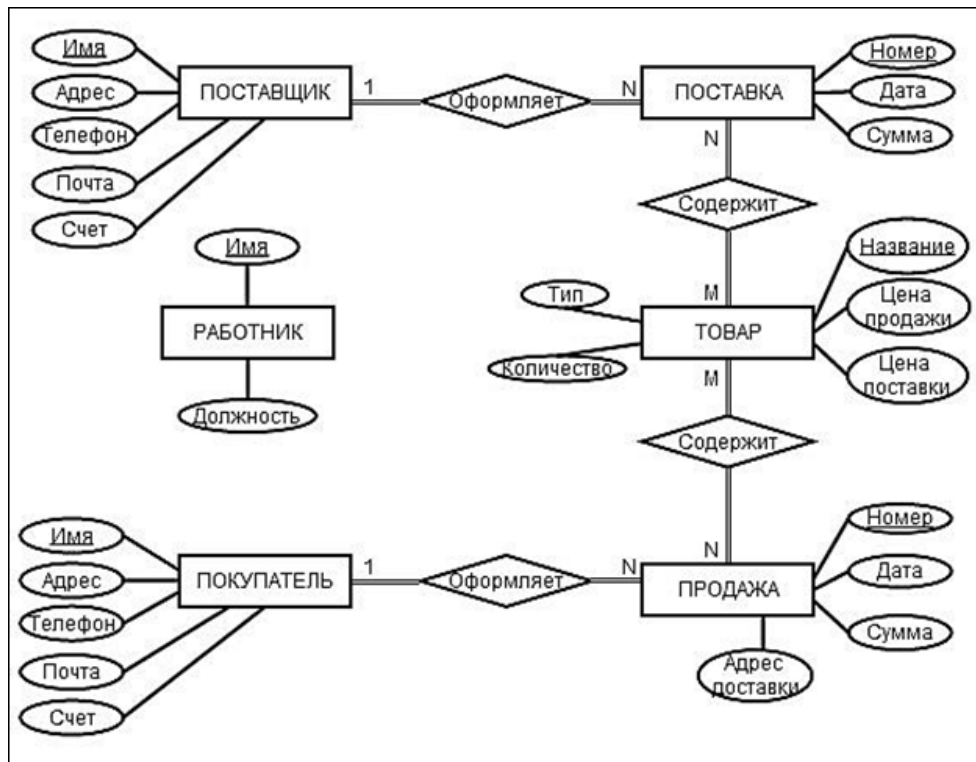 Имя
Адрес
Телефон
Почта
Счет
ПОСТАВЩИК
1
Оформляет
N
ПОСТАВКА
Номер
Дата
Сумма
N
Содержит
M
Имя
РАБОТНИК
Должность
Тип
Количество
ТОВАР
Название
Цена
продажи
Цена
поставки
M
Содержит
N
Имя
Адрес
Телефон
Почта
Счет
ПОКУПАТЕЛЬ
1
Оформляет
N
ПРОДАЖА
Номер
Дата
Сумма
Адрес
доставки